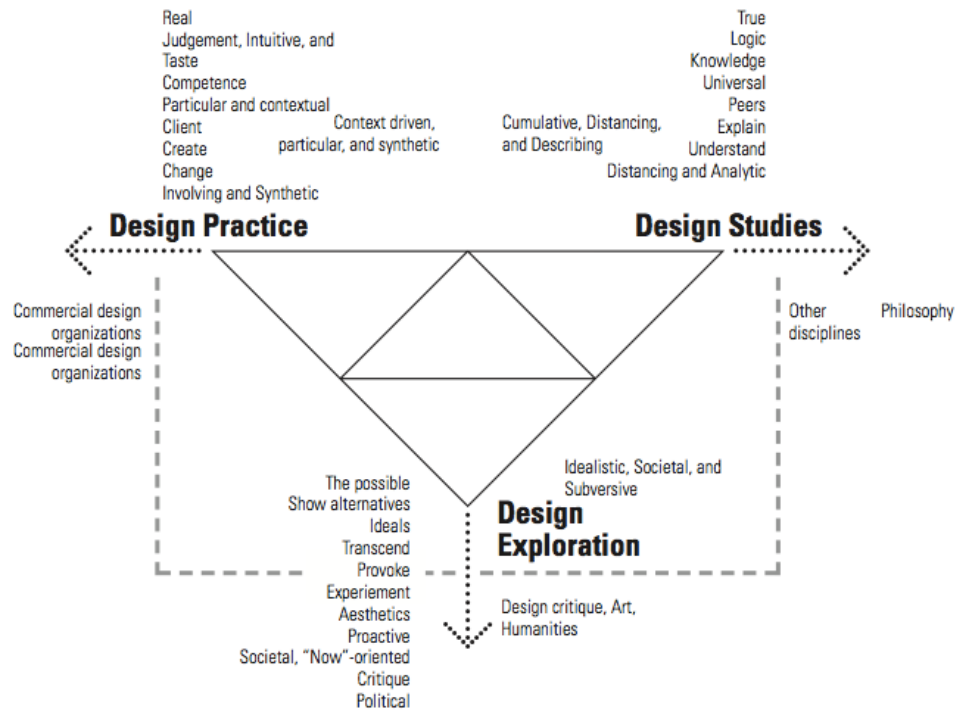 Real
Judgement, Intuitive, and
Taste
Competence
Particular and contextual
Client
Create
Change
Involving and Synthetic
Context driven,
particular, and synthetic
Cumulative, Distancing,
and Describing
True
Logic
Knowledge
Universal
Peers
Explain
Understand
Distancing and Analytic
Design Practice
Design Studies
Commercial design
organizations
Commercial design
organizations
Other
disciplines
Philosophy
The possible
Show alternatives
Ideals
Transcend
Provoke
Experiement
Aesthetics
Proactive
Societal, “Now”-oriented
Critique
Political
Idealistic, Societal, and
Subversive
Design
Exploration
Design critique, Art,
Humanities